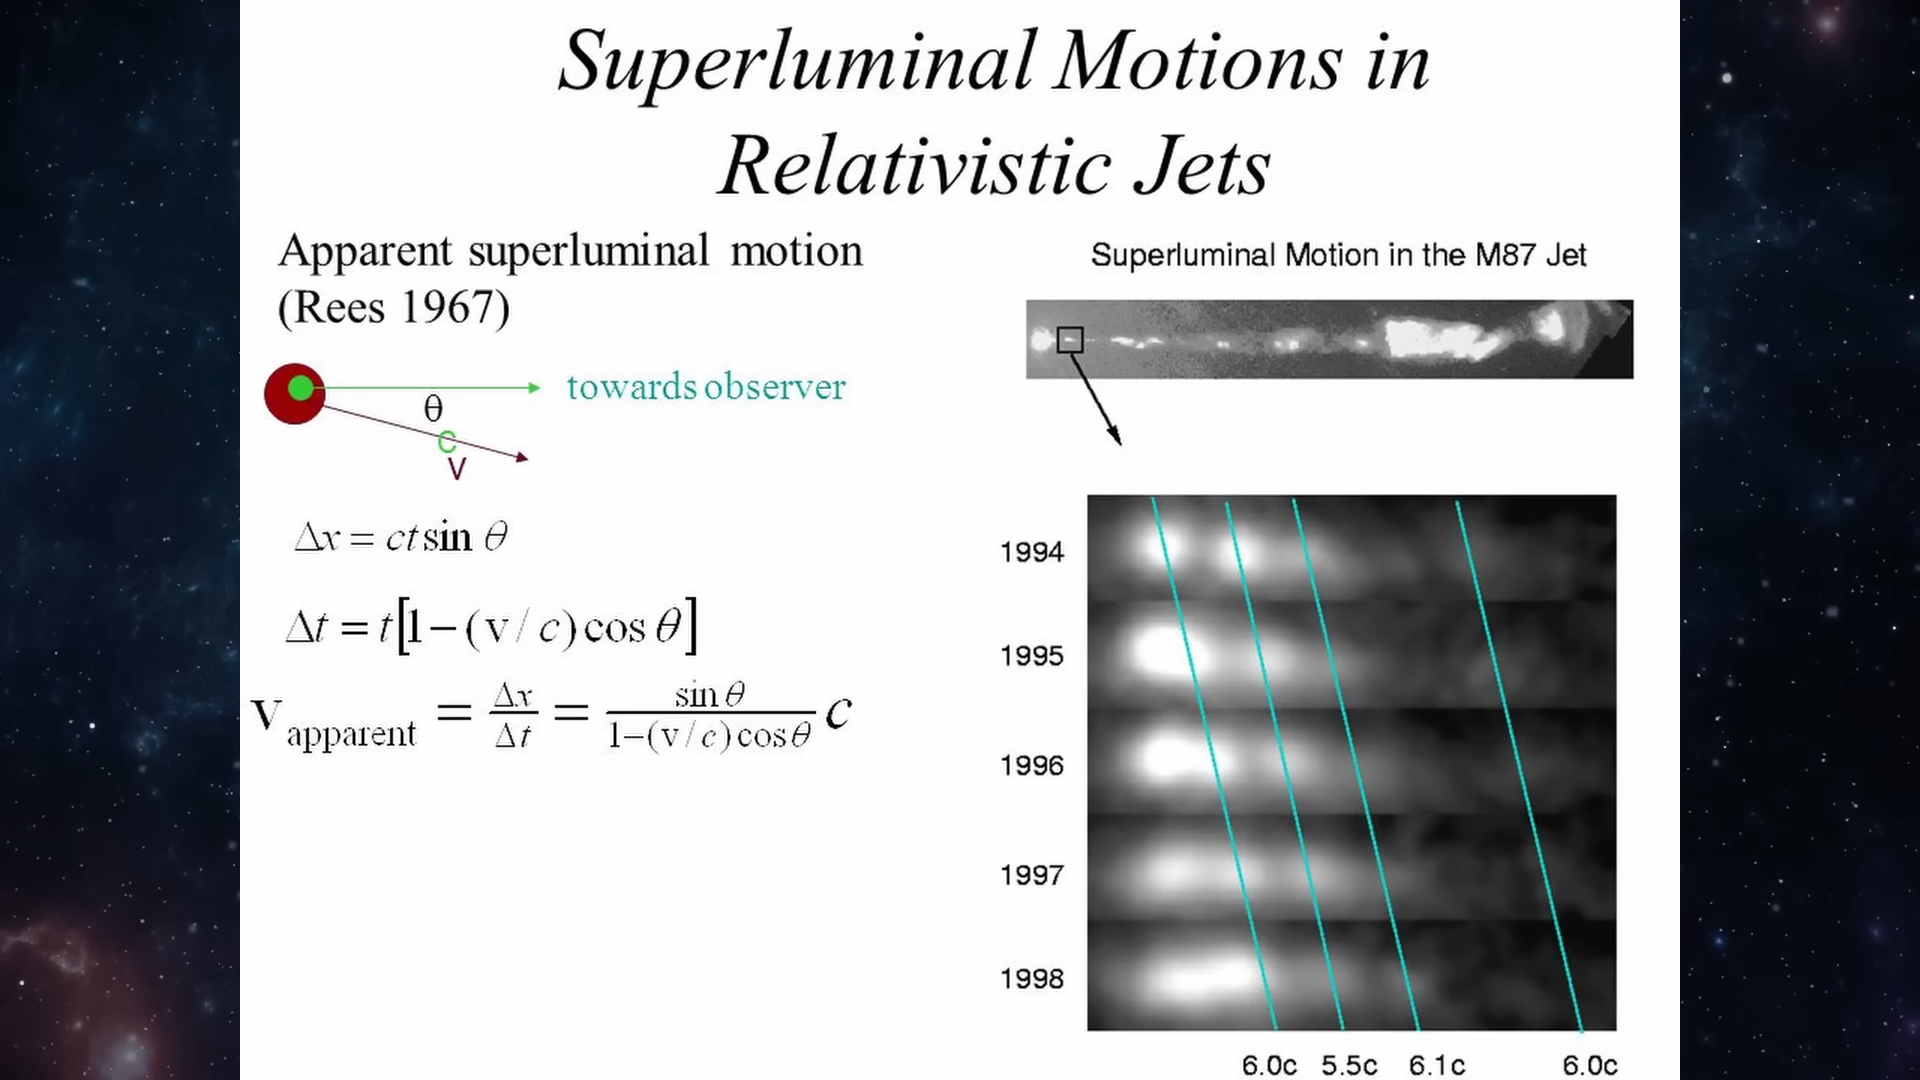 Superluminal Motions in
Relativistic Jets
Apparent superluminal motion
(Rees 1967)
towards observer
θ
C
V
Δx = ct sin θ
Δt = t[1−(v/c)cos θ]
v apparent = Δx/Δt = sin θ/1−(v/c)cosθ c
Superluminal Motion in the M87 Jet
1994
1995
1996
1997
1998
6.0c 5.5c 6.1c 6.0c